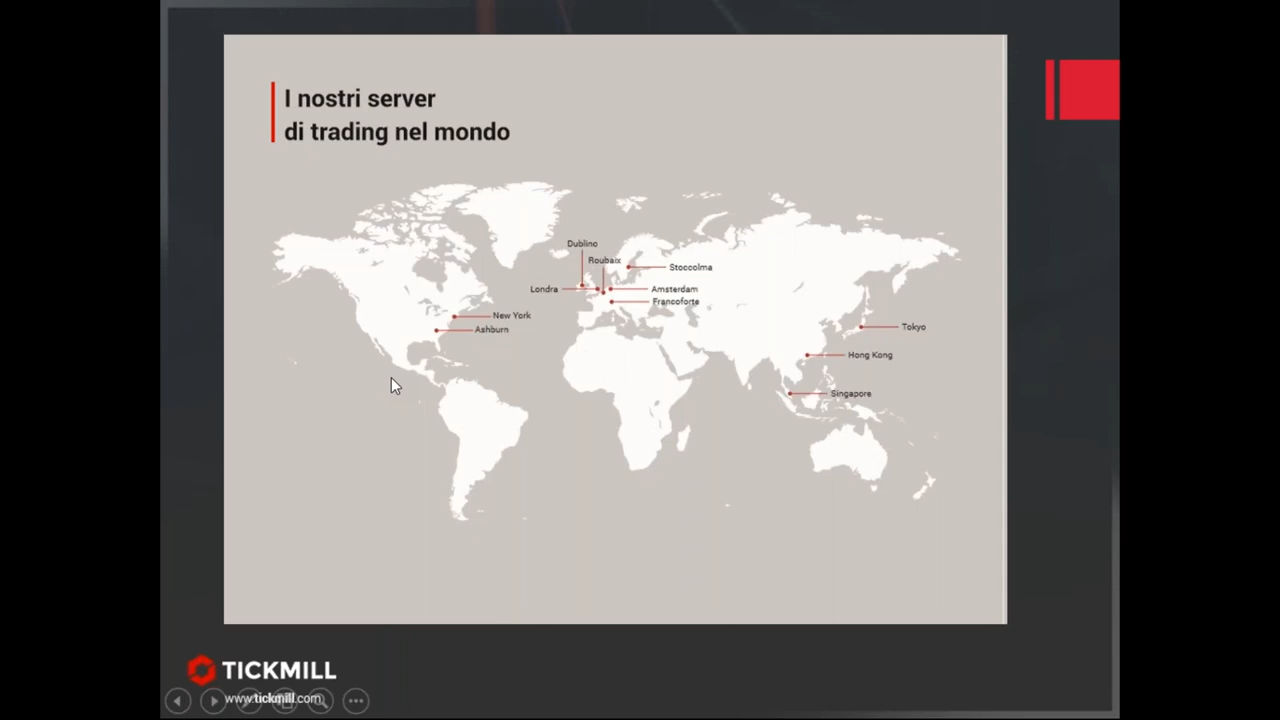 I nostri server
di trading nel mondo
Dublino
Roubaix
Stoccolma
Londra
Amsterdam
Francoforte
New York
Ashburn
Tokyo
Hong Kong
Singapore
TICKMILL
www.tickmill.com